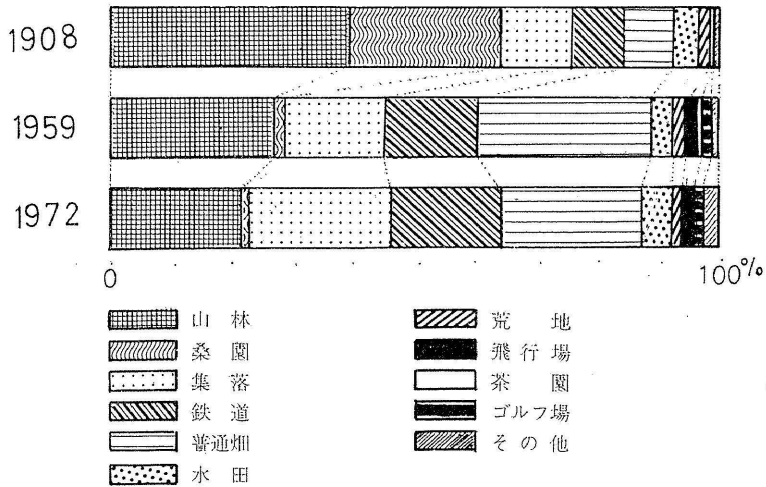 1908
1959
1972
0 100%
山林 荒地
桑園 飛行場
集落 茶園
鉄道 ゴルフ場
普通畑 その他
水田